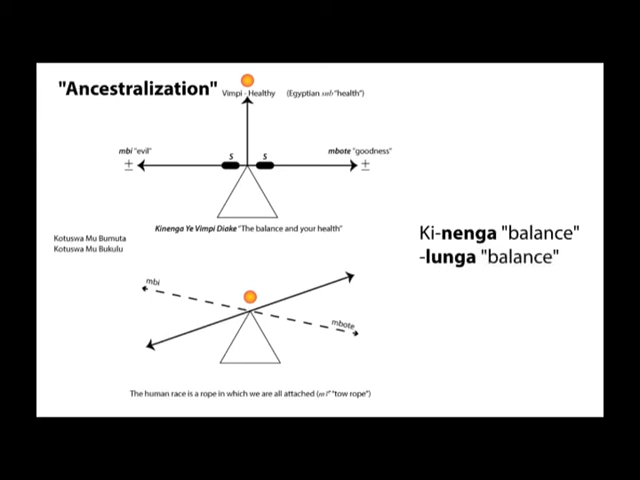 "Ancestralization"
Vimpi - Healthy (Egyptian snb "health")
mbi "evil"
mbote "goodness"
S S
± ±
Kinenga Ye Vimpi Diake "The balance and your health"
Kotuswa Mu Bumuta
Kotuswa Mu Bukulu
Ki-nenga "balance"
-lunga "balance"
mbi
mbote
The human race is a rope in which we are all attached ( "tow rope")